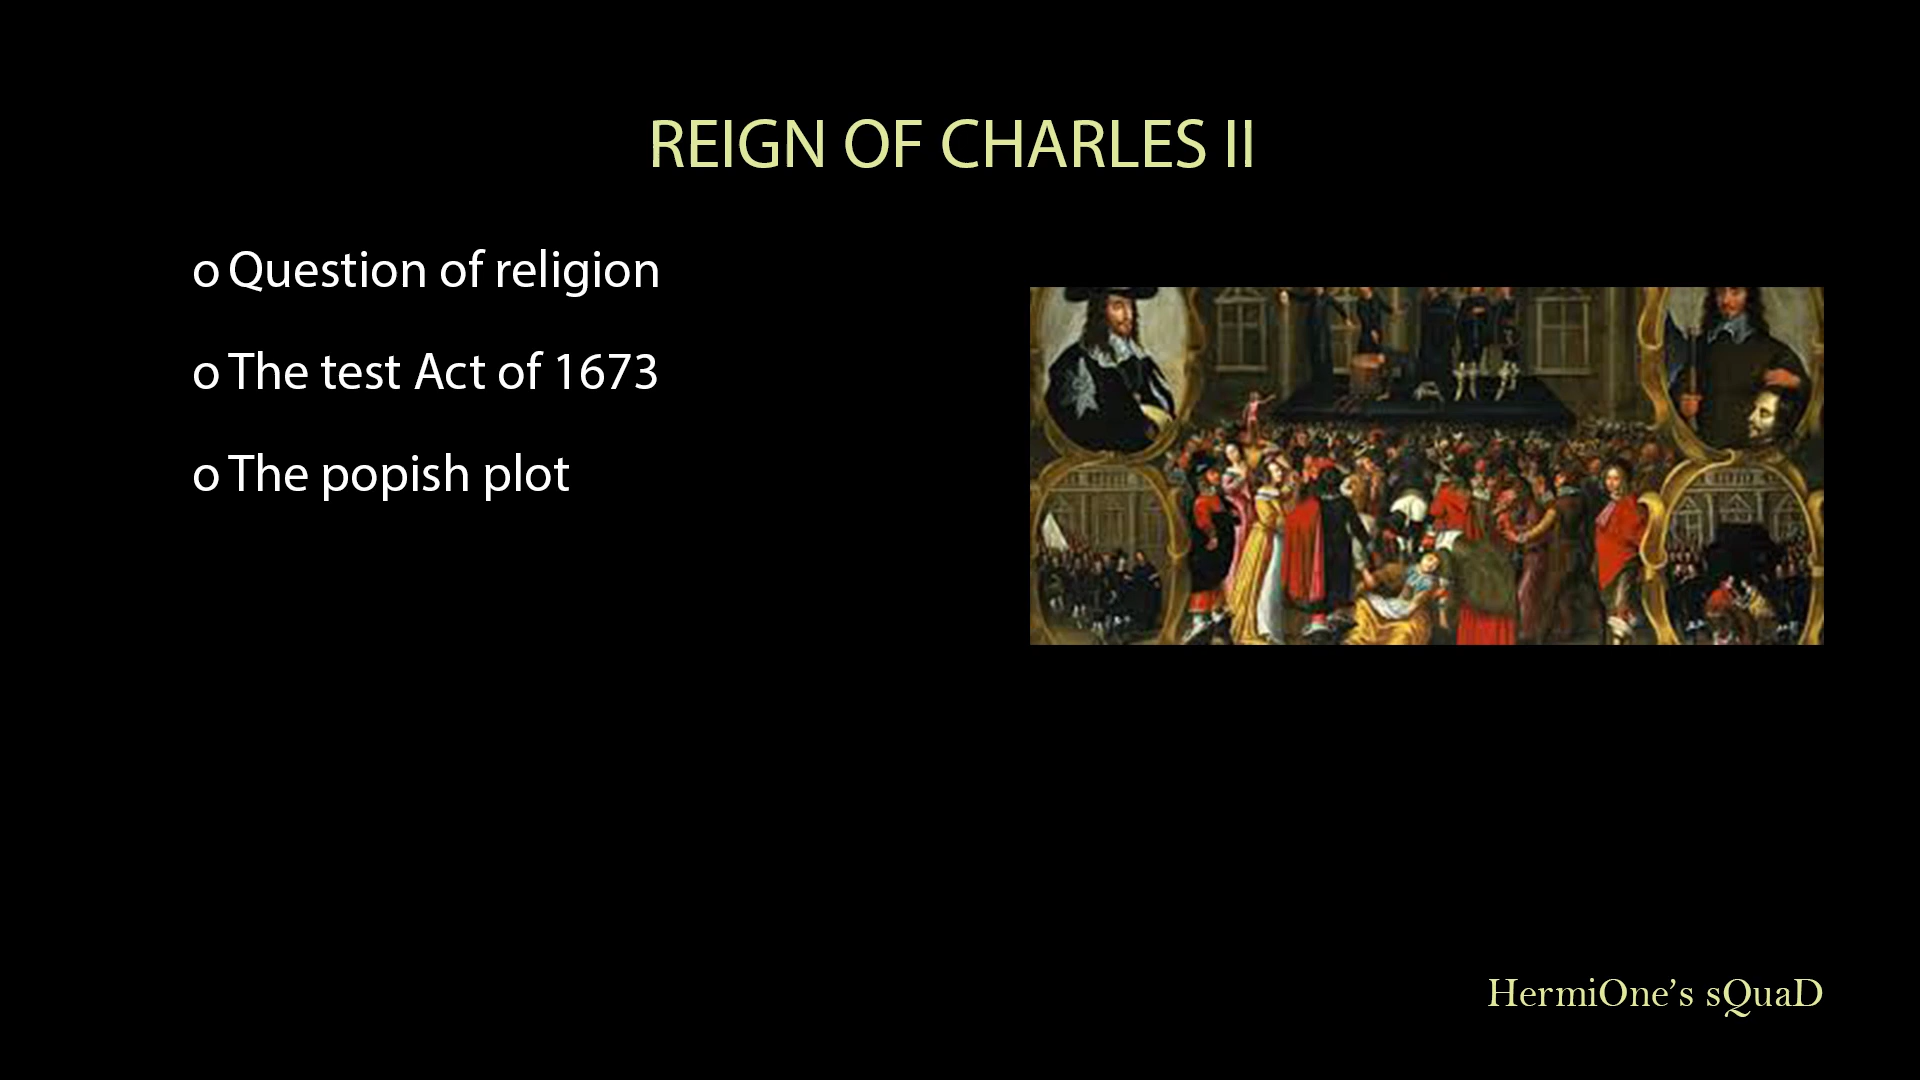 REIGN OF CHARLES II
o Question of religion
o The test Act of 1673
o The popish plot
HermiOne’s sQuaD